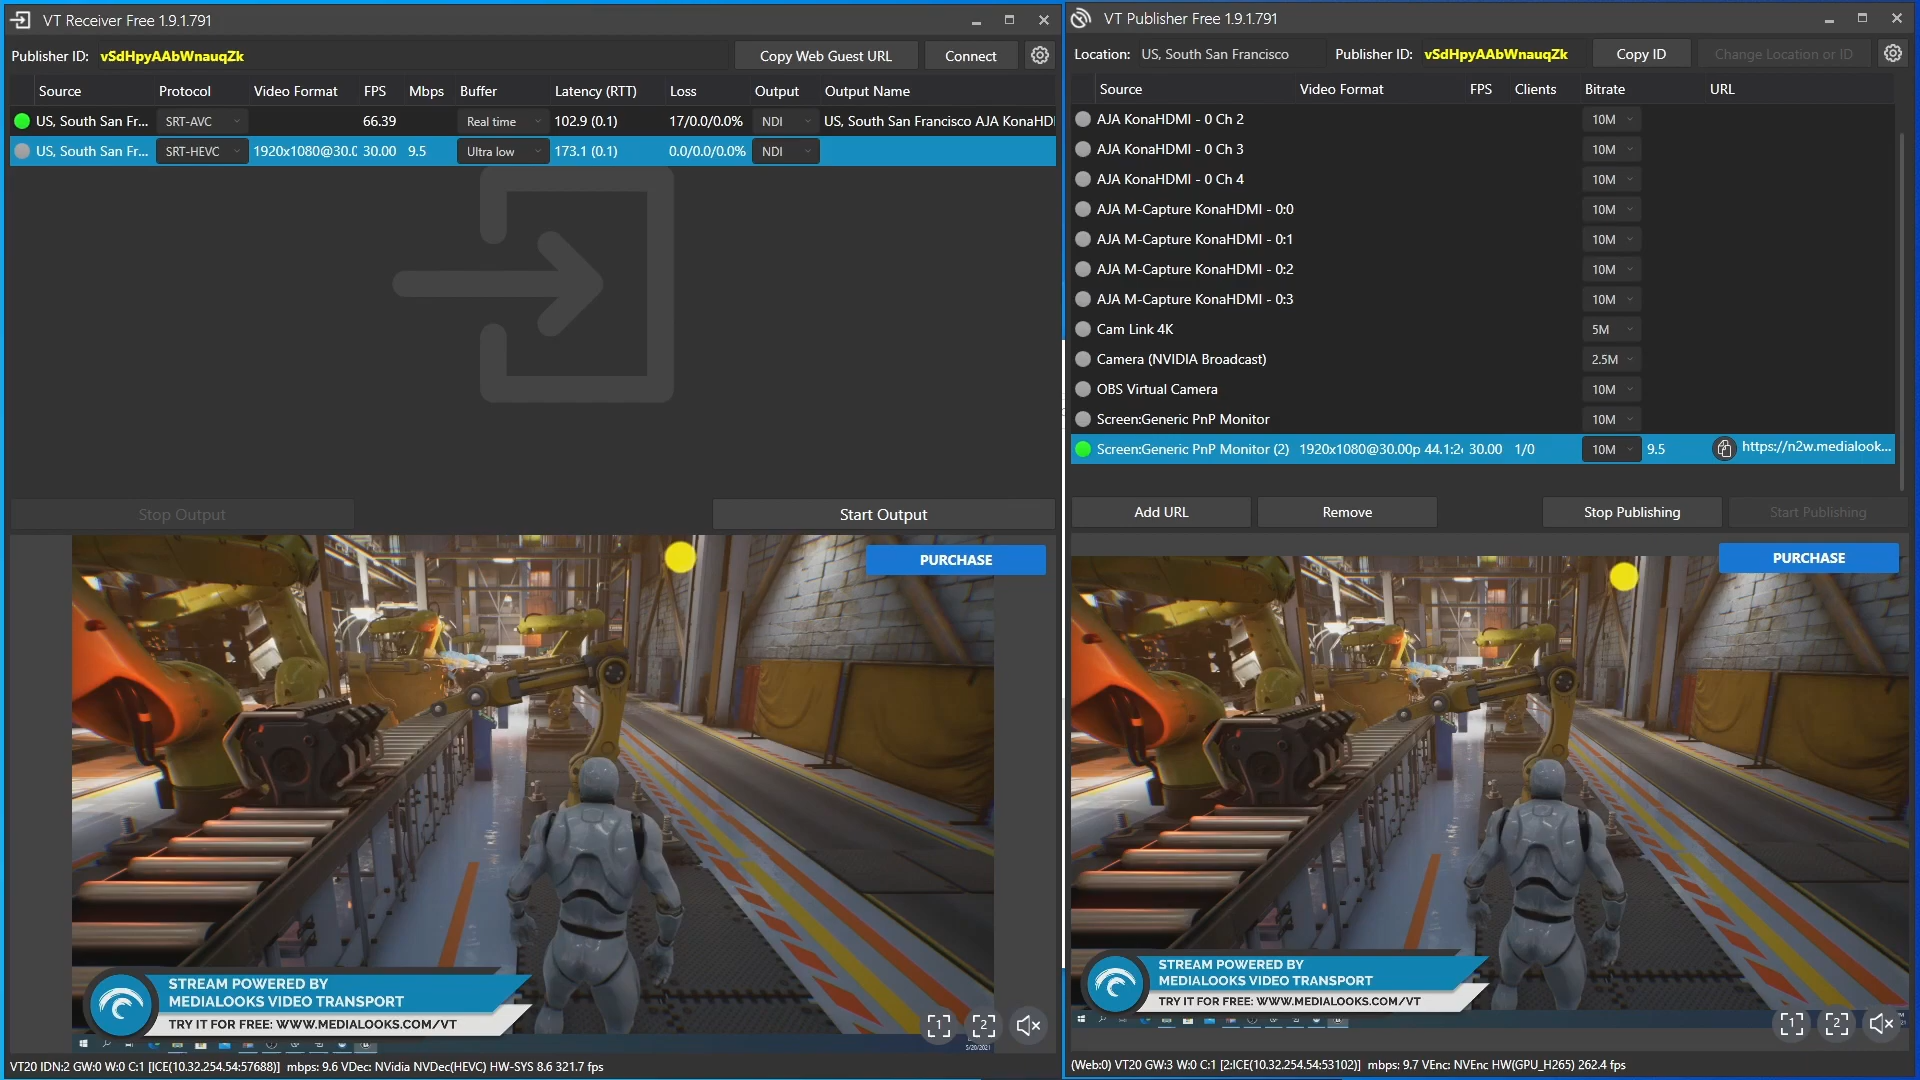 VT Receiver Free 1.9.1.791
Publisher ID: vSdHpyAAbWnauqZk
Copy Web Guest URL
Connect
Source Protocol Video Format FPS Mbps Buffer Latency (RTT) Loss Output Output Name
US, South San Fr... SRT-AVC 66.39 Real time 102.9 (0.1) 17/0.0/0.0% NDI US, South San Francisco AJA KonaHD
US, South San Fr... SRT-HEVC 1920x1080@30.0 30.00 9.5 Ultra low 173.1 (0.1) 0.0/0.0/0.0% NDI
Stop Output
Start Output
PURCHASE
STREAM POWERED BY
MEDIALOOKS VIDEO TRANSPORT
TRY IT FOR FREE: WWW.MEDIALOOKS.COM/VT
1
2
5/20/2021
VT20 IDN:2 GW:0 W:0 C:1 [ICE(10.32.254.54:57688)] mbps: 9.6 VDec: NVidia NVDec(HEVC) HW-SYS 8.6 321.7 fps
VT Publisher Free 1.9.1.791
Location: US, South San Francisco Publisher ID: vSdHpyAAbWnauqZk
Copy ID
Change Location or ID
Source Video Format FPS Clients Bitrate URL
AJA KonaHDMI - 0 Ch 2 10M
AJA KonaHDMI - 0 Ch 3 10M
AJA KonaHDMI - 0 Ch 4 10M
AJA M-Capture KonaHDMI - 0:0 10M
AJA M-Capture KonaHDMI - 0:1 10M
AJA M-Capture KonaHDMI - 0:2 10M
AJA M-Capture KonaHDMI - 0:3 10M
Cam Link 4K 5M
Camera (NVIDIA Broadcast) 2.5M
OBS Virtual Camera 10M
Screen:Generic PnP Monitor 10M
Screen:Generic PnP Monitor (2) 1920x1080@30.00p 44.1:2 30.00 1/0 10M 9.5 https://n2w.medialook...
Add URL
Remove
Stop Publishing
Start Publishing
PURCHASE
STREAM POWERED BY
MEDIALOOKS VIDEO TRANSPORT
TRY IT FOR FREE: WWW.MEDIALOOKS.COM/VT
1
2
(Web:0) VT20 GW:3 W:0 C:1 [2:ICE(10.32.254.54:53102)] mbps: 9.7 VEnc: NVEnc HW(GPU_H265) 262.4 fps